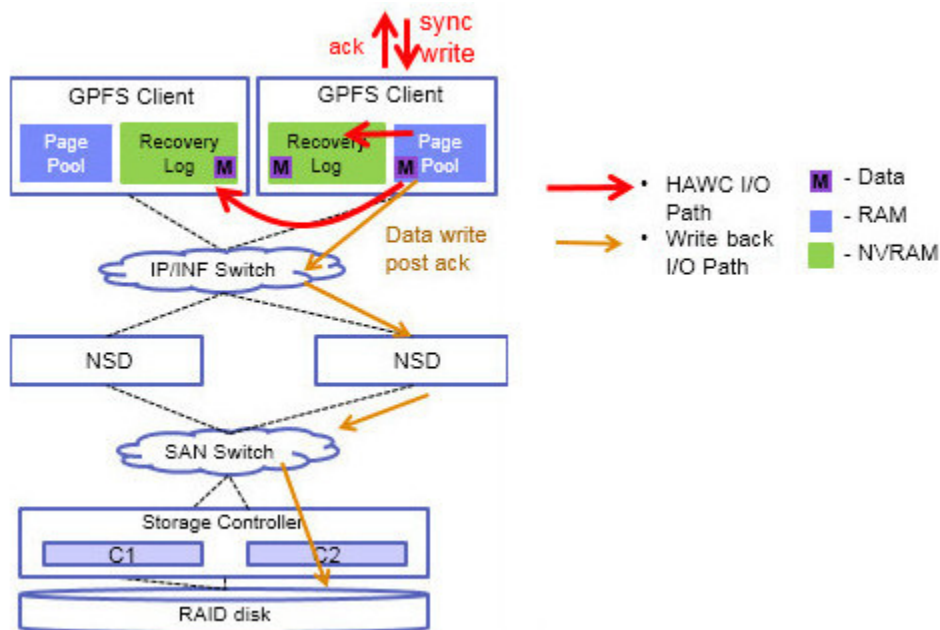 ack
sync
write
GPFS Client
GPFS Client
Page
Pool
Recovery
Log
M
Recovery
Log
M
Page
Pool
M
• HAWC I/O
Path
• Write back
I/O Path
M - Data
- RAM
- NVRAM
Data write
post ack
IP/INF Switch
NSD
NSD
SAN Switch
Storage Controller
C1
C2
RAID disk